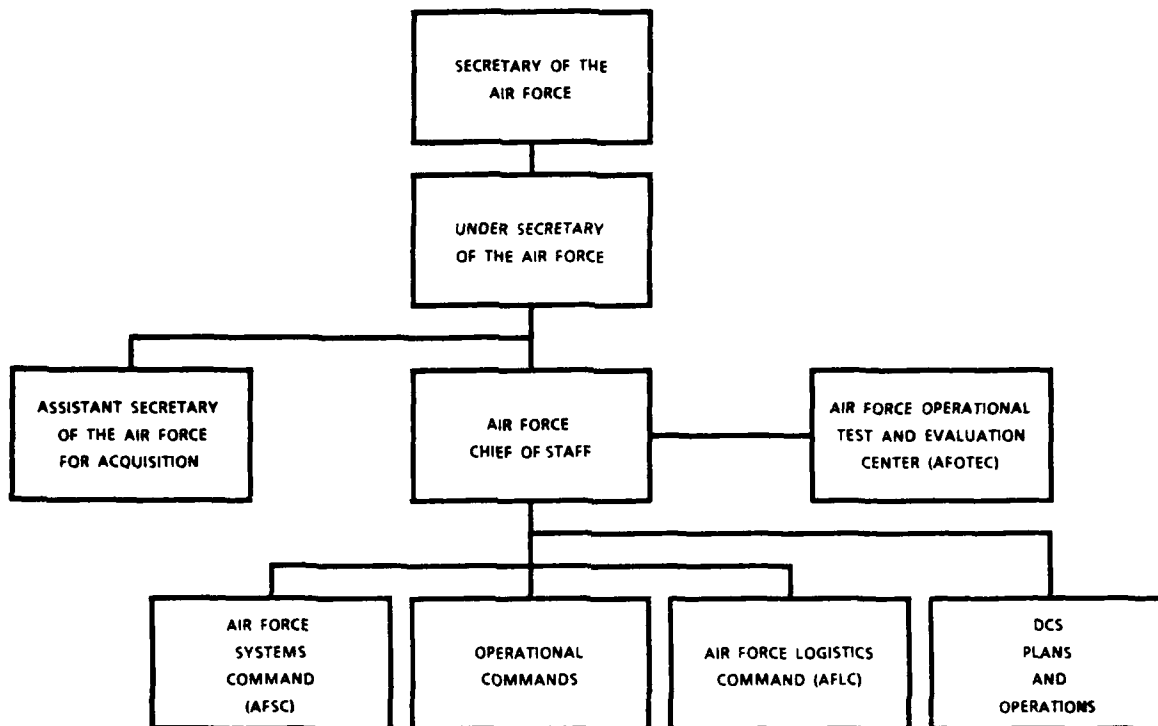 SECRETARY OF THE
AIR FORCE
UNDER SECRETARY
OF THE AIR FORCE
ASSISTANT SECRETARY
OF THE AIR FORCE
FOR ACQUISITION
AIR FORCE
CHIEF OF STAFF
AIR FORCE OPERATIONAL
TEST AND EVALUATION
CENTER (AFOTEC)
AIR FORCE
SYSTEMS
COMMAND
(AFSC)
OPERATIONAL
COMMANDS
AIR FORCE LOGISTICS
COMMAND (AFLC)
DCS
PLANS
AND
OPERATIONS